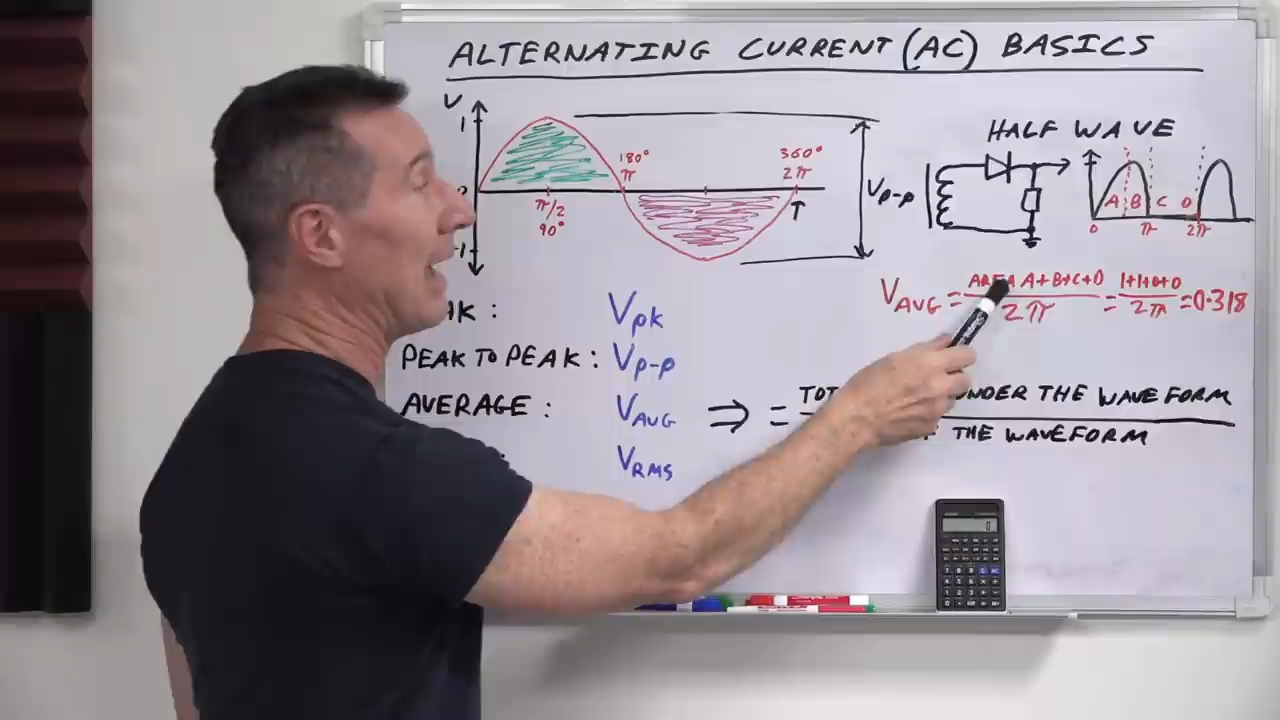 ALTERNATING CURRENT (AC) BASICS
V
1
0
-1
π/2
90°
180°
π
360°
2π
T
Vp-p
HALF WAVE
A B C D
0 π 2π
VAVG = AREA A+B+C+D / 2π = 1+1+0+0 / 2π = 0.318
: Vpk
PEAK TO PEAK : Vp-p
AVERAGE : VAVG ⇒ =
UNDER THE WAVEFORM
THE WAVEFORM
: VRMS
0